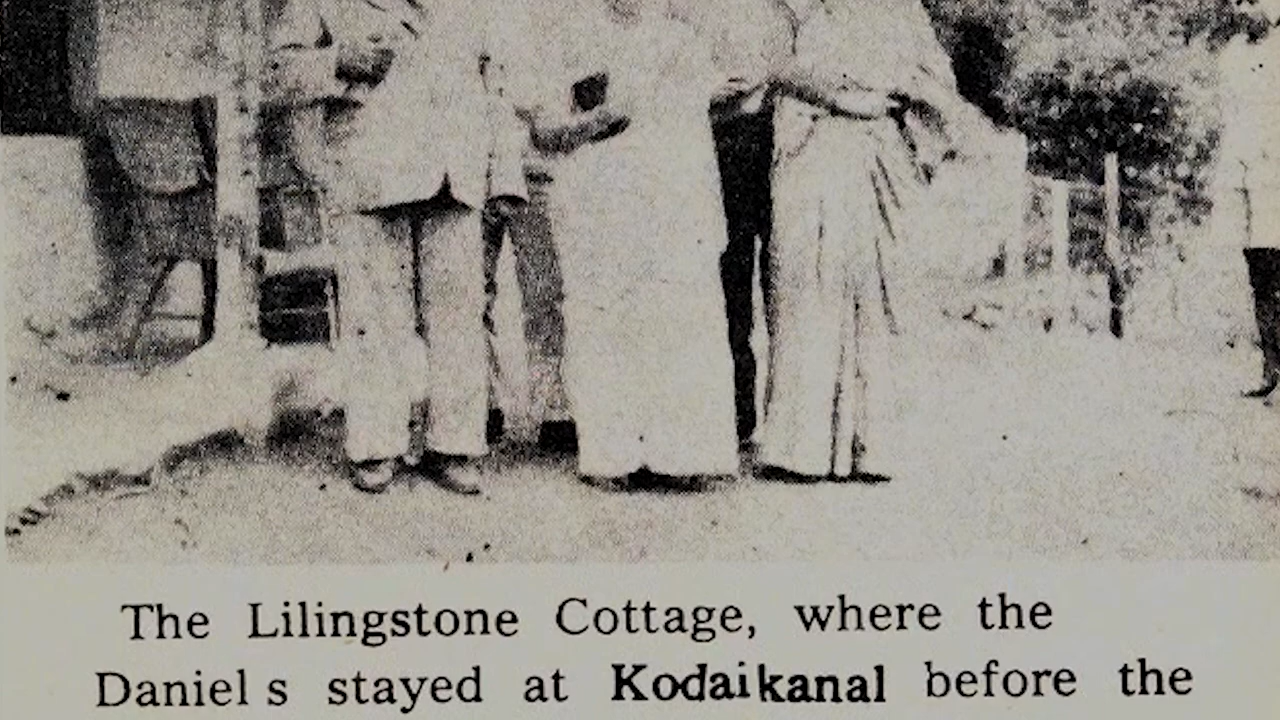 The Lilingstone Cottage, where the
Daniel s stayed at Kodaikanal before the